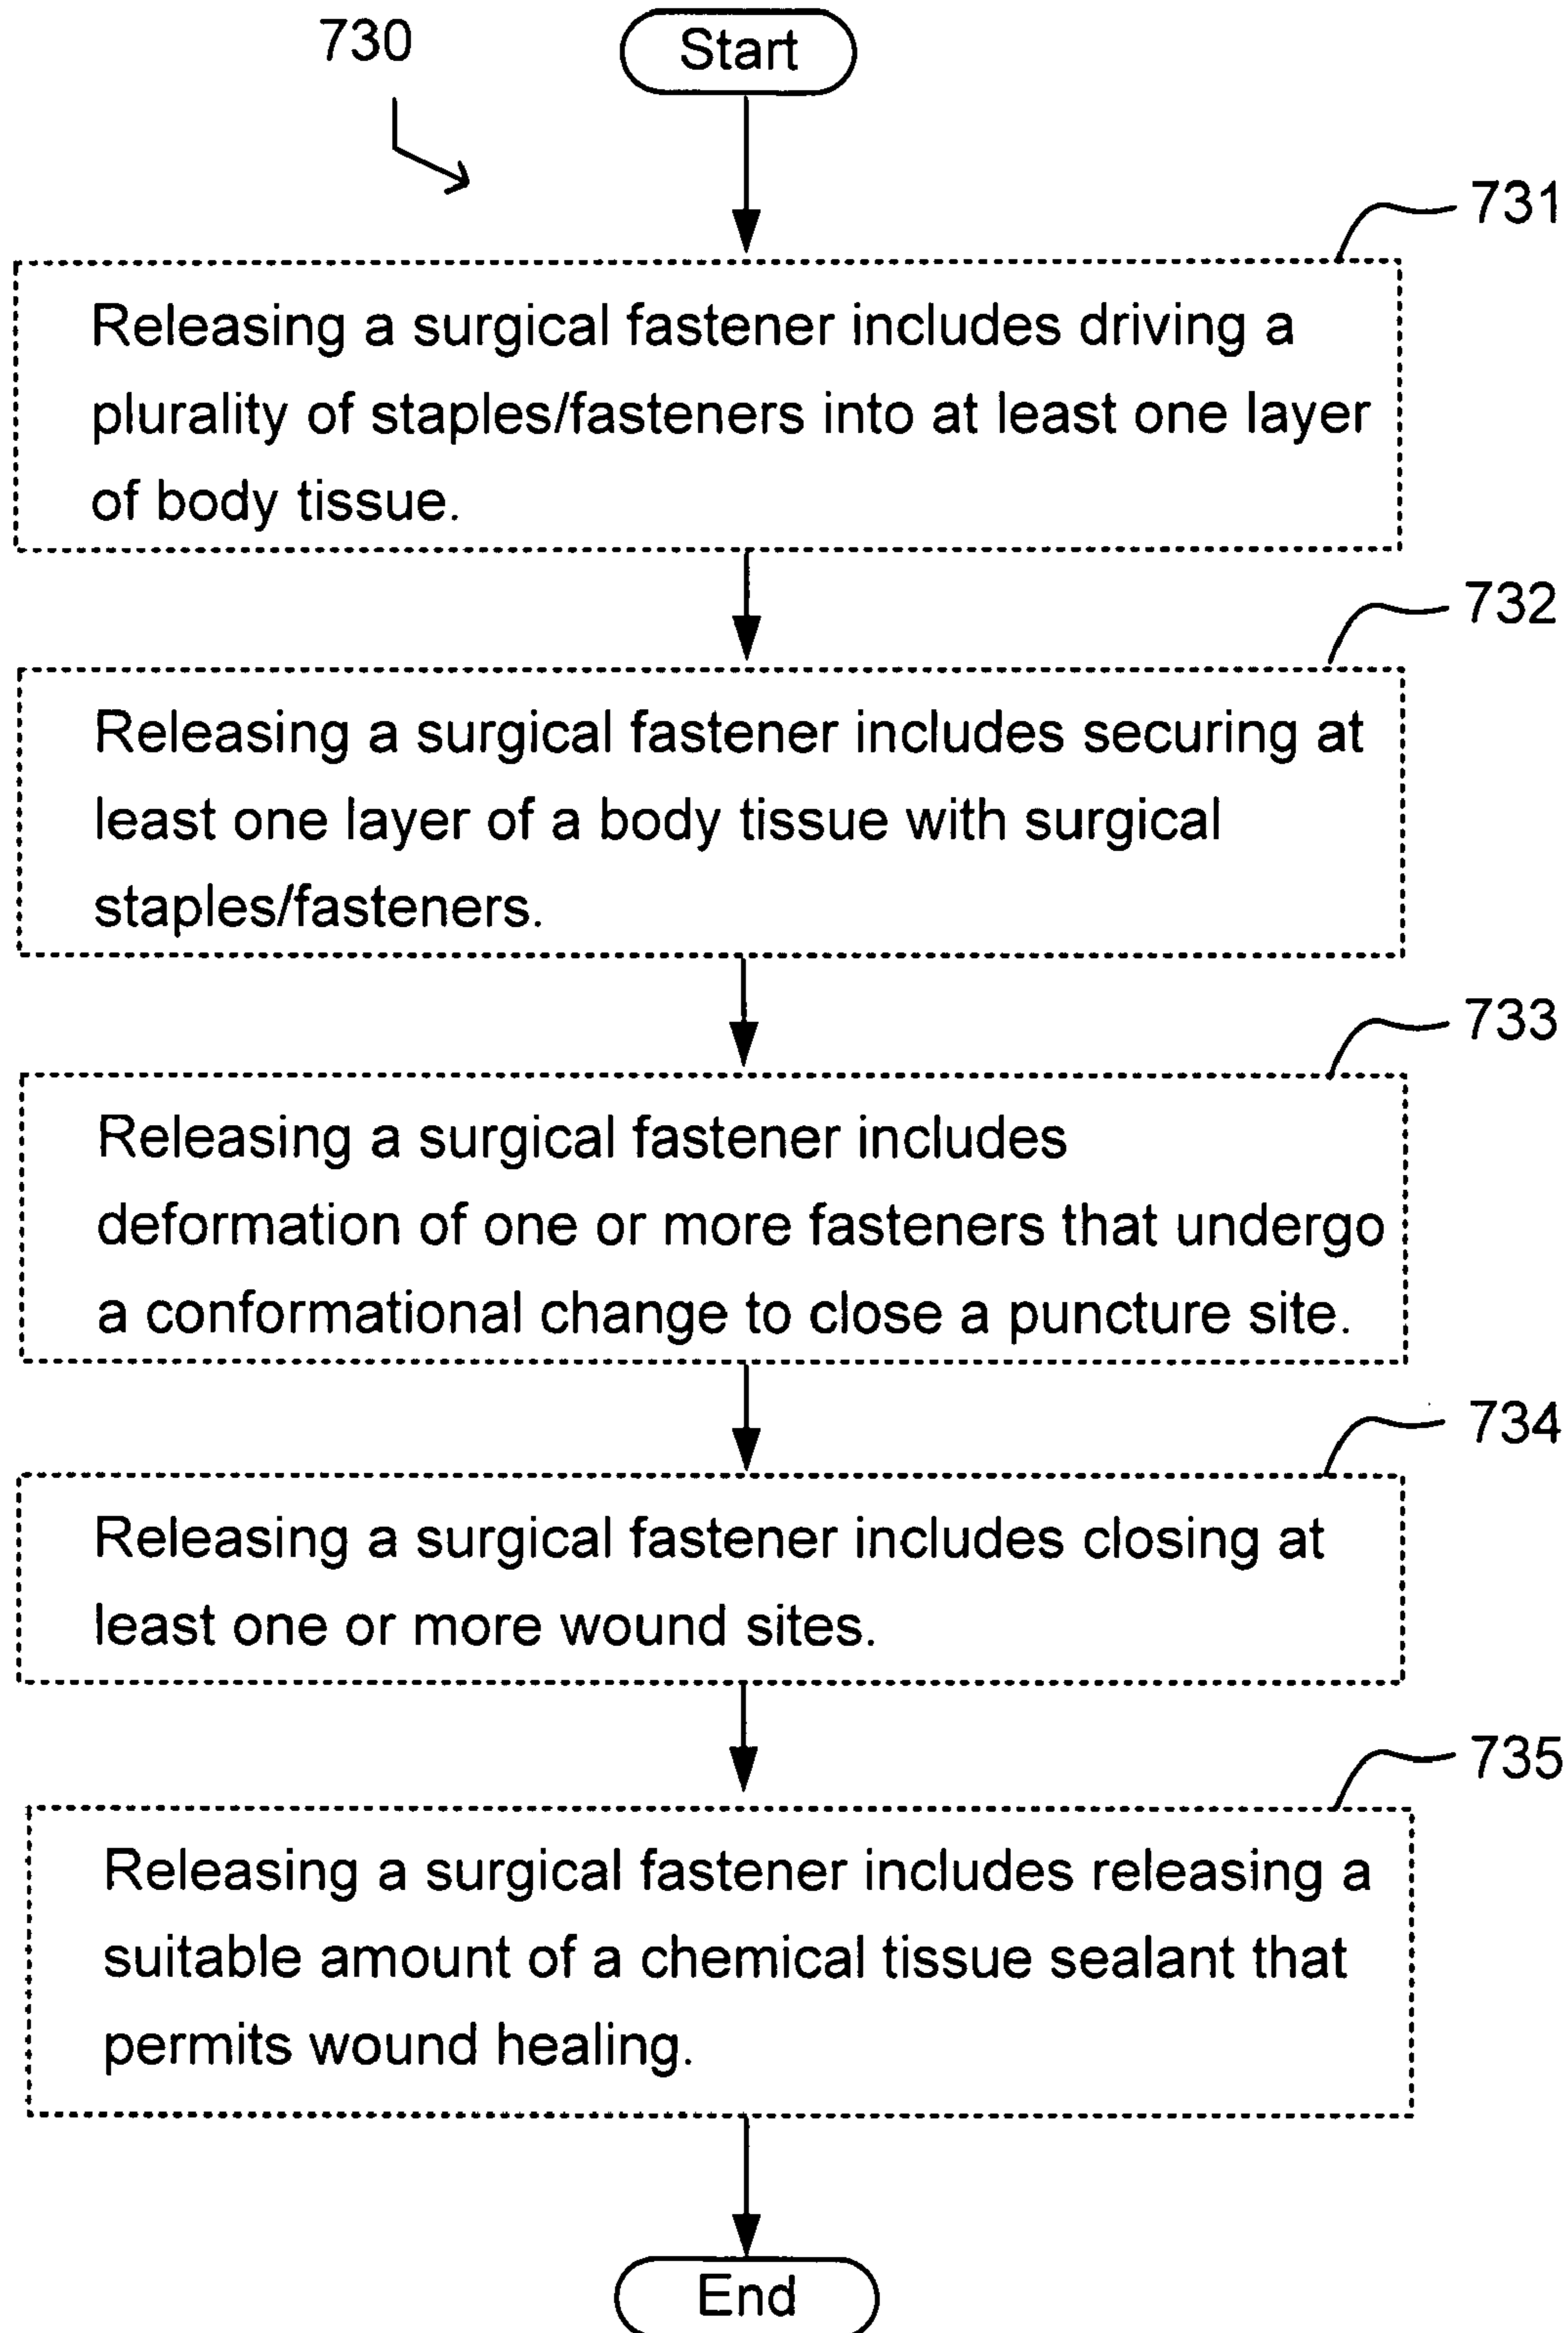 730
Start
731
Releasing a surgical fastener includes driving a
plurality of staples/fasteners into at least one layer
of body tissue.
732
Releasing a surgical fastener includes securing at
least one layer of a body tissue with surgical
staples/fasteners.
733
Releasing a surgical fastener includes
deformation of one or more fasteners that undergo
a conformational change to close a puncture site.
734
Releasing a surgical fastener includes closing at
least one or more wound sites.
735
Releasing a surgical fastener includes releasing a
suitable amount of a chemical tissue sealant that
permits wound healing.
End